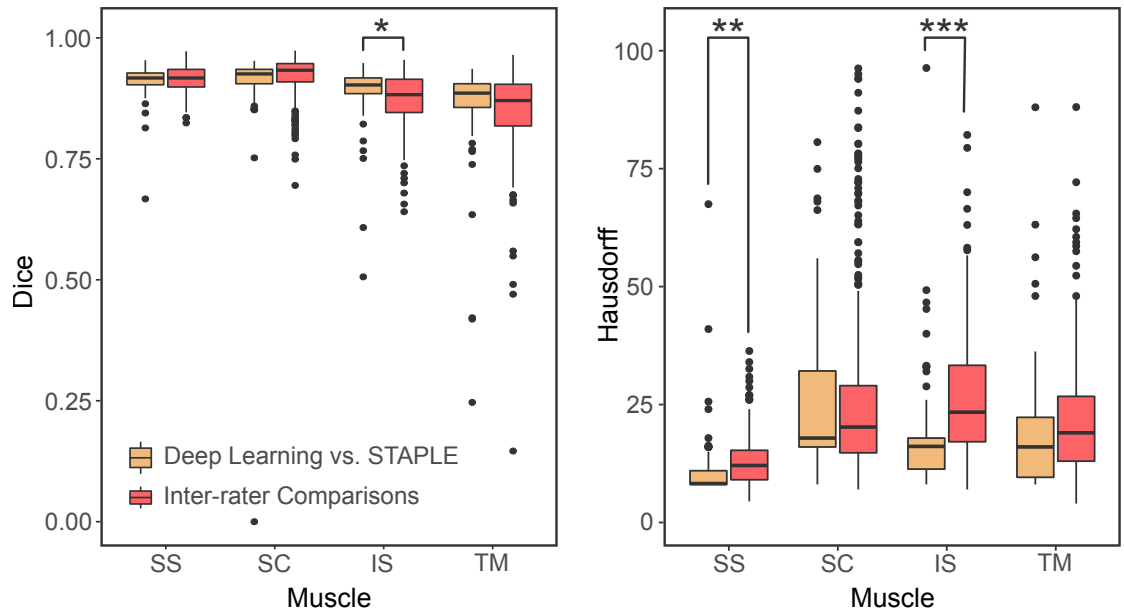 *
1.00
0.75
0.50
0.25
0.00
Dice
Deep Learning vs. STAPLE
Inter-rater Comparisons
SS SC IS TM
Muscle
** ***
100
75
50
25
0
Hausdorff
SS SC IS TM
Muscle